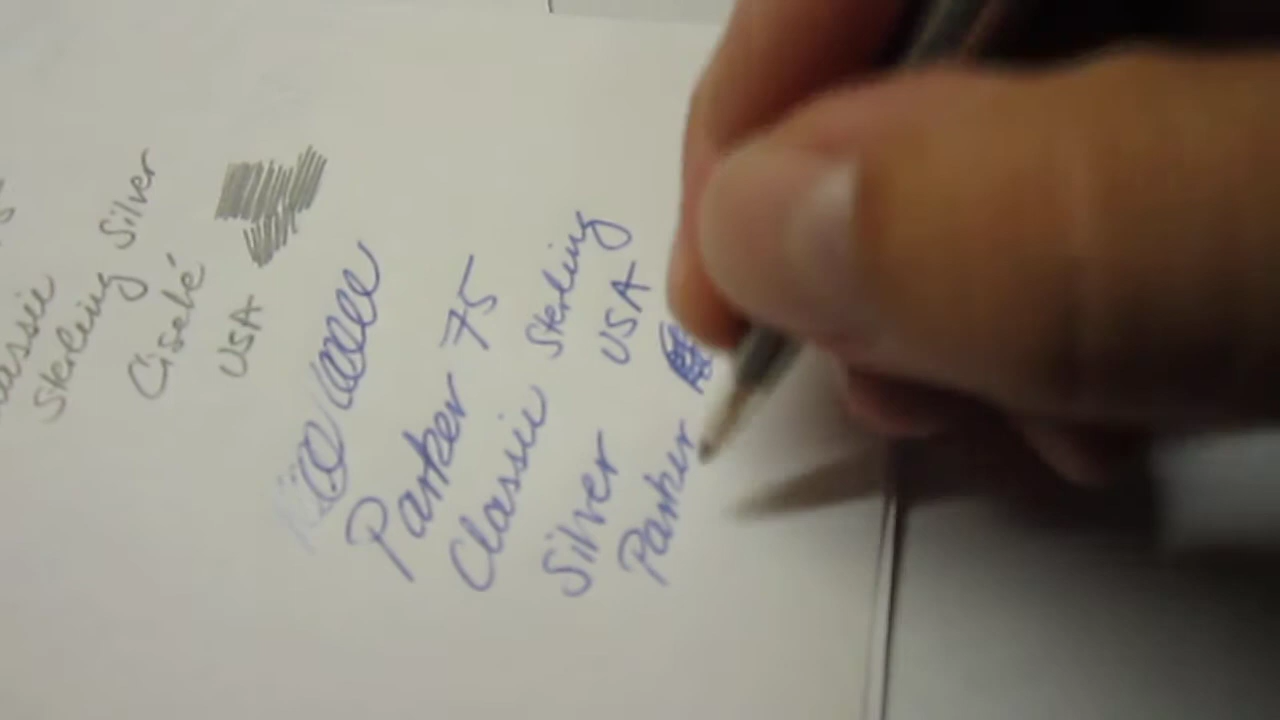 Classic
Sterling Silver
Ciselé
USA
Parker 75
Classic Sterling
Silver USA
Parker